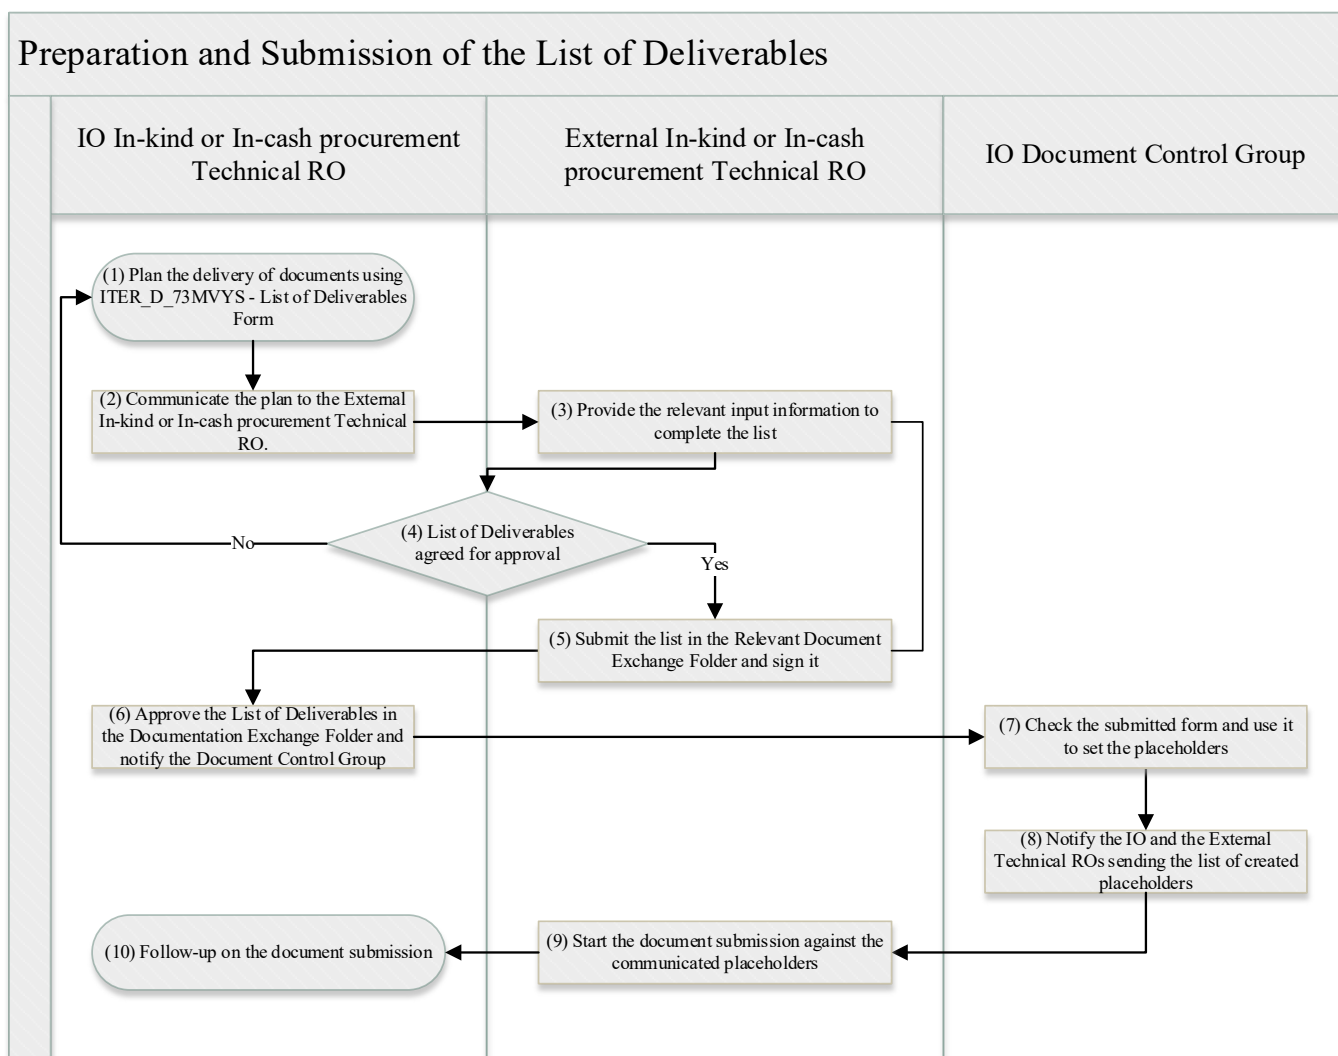 Preparation and Submission of the List of Deliverables
IO In-kind or In-cash procurement
Technical RO
External In-kind or In-cash
procurement Technical RO
IO Document Control Group
(1) Plan the delivery of documents using
ITER_D_73MVYS - List of Deliverables
Form
(2) Communicate the plan to the External
In-kind or In-cash procurement Technical
RO.
(3) Provide the relevant input information to
complete the list
(4) List of Deliverables
agreed for approval
No
Yes
(5) Submit the list in the Relevant Document
Exchange Folder and sign it
(6) Approve the List of Deliverables in
the Documentation Exchange Folder and
notify the Document Control Group
(7) Check the submitted form and use it
to set the placeholders
(8) Notify the IO and the External
Technical ROs sending the list of created
placeholders
(9) Start the document submission against the
communicated placeholders
(10) Follow-up on the document submission